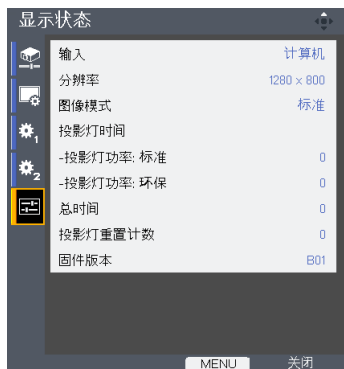 显示状态
输入 计算机
分辨率 1280 × 800
图像模式 标准
投影灯时间
-投影灯功率: 标准 0
-投影灯功率: 环保 0
总时间 0
投影灯重置计数 0
固件版本 B01
1
2
MENU 关闭